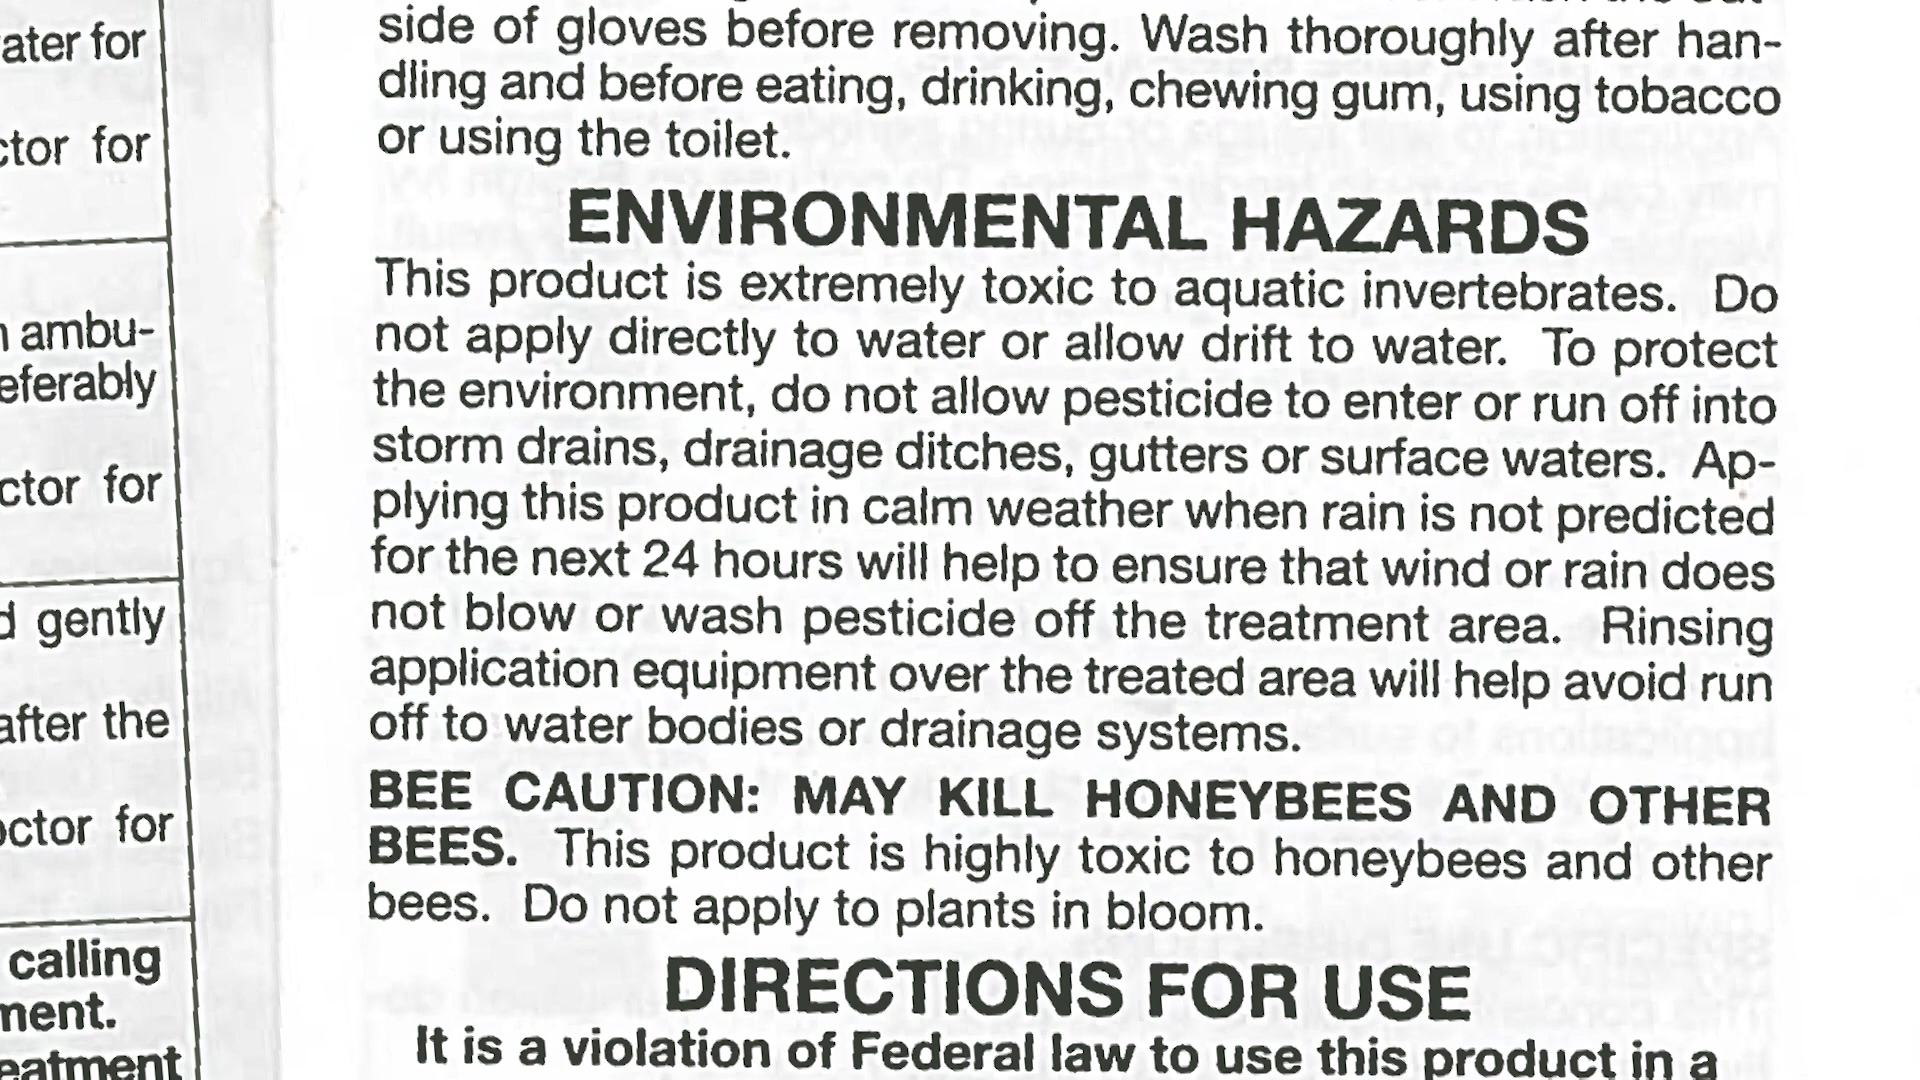 ater for
ctor for
ambu-
eferably
ctor for
gently
after the
octor for
calling
ment.
eatment
side of gloves before removing. Wash thoroughly after han-
dling and before eating, drinking, chewing gum, using tobacco
or using the toilet.
ENVIRONMENTAL HAZARDS
This product is extremely toxic to aquatic invertebrates. Do
not apply directly to water or allow drift to water. To protect
the environment, do not allow pesticide to enter or run off into
storm drains, drainage ditches, gutters or surface waters. Ap-
plying this product in calm weather when rain is not predicted
for the next 24 hours will help to ensure that wind or rain does
not blow or wash pesticide off the treatment area. Rinsing
application equipment over the treated area will help avoid run
off to water bodies or drainage systems.
BEE CAUTION: MAY KILL HONEYBEES AND OTHER
BEES. This product is highly toxic to honeybees and other
bees. Do not apply to plants in bloom.
DIRECTIONS FOR USE
It is a violation of Federal law to use this product in a